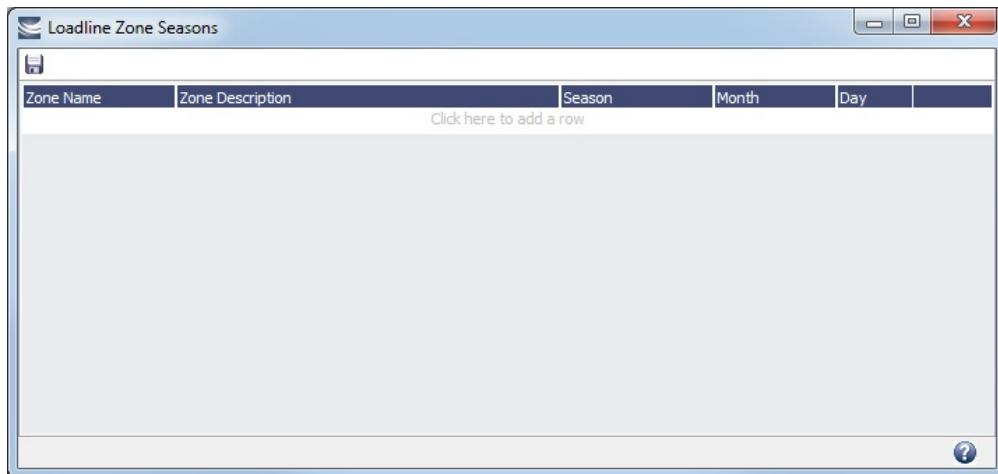 Loadline Zone Seasons
Zone Name Zone Description Season Month Day
Click here to add a row